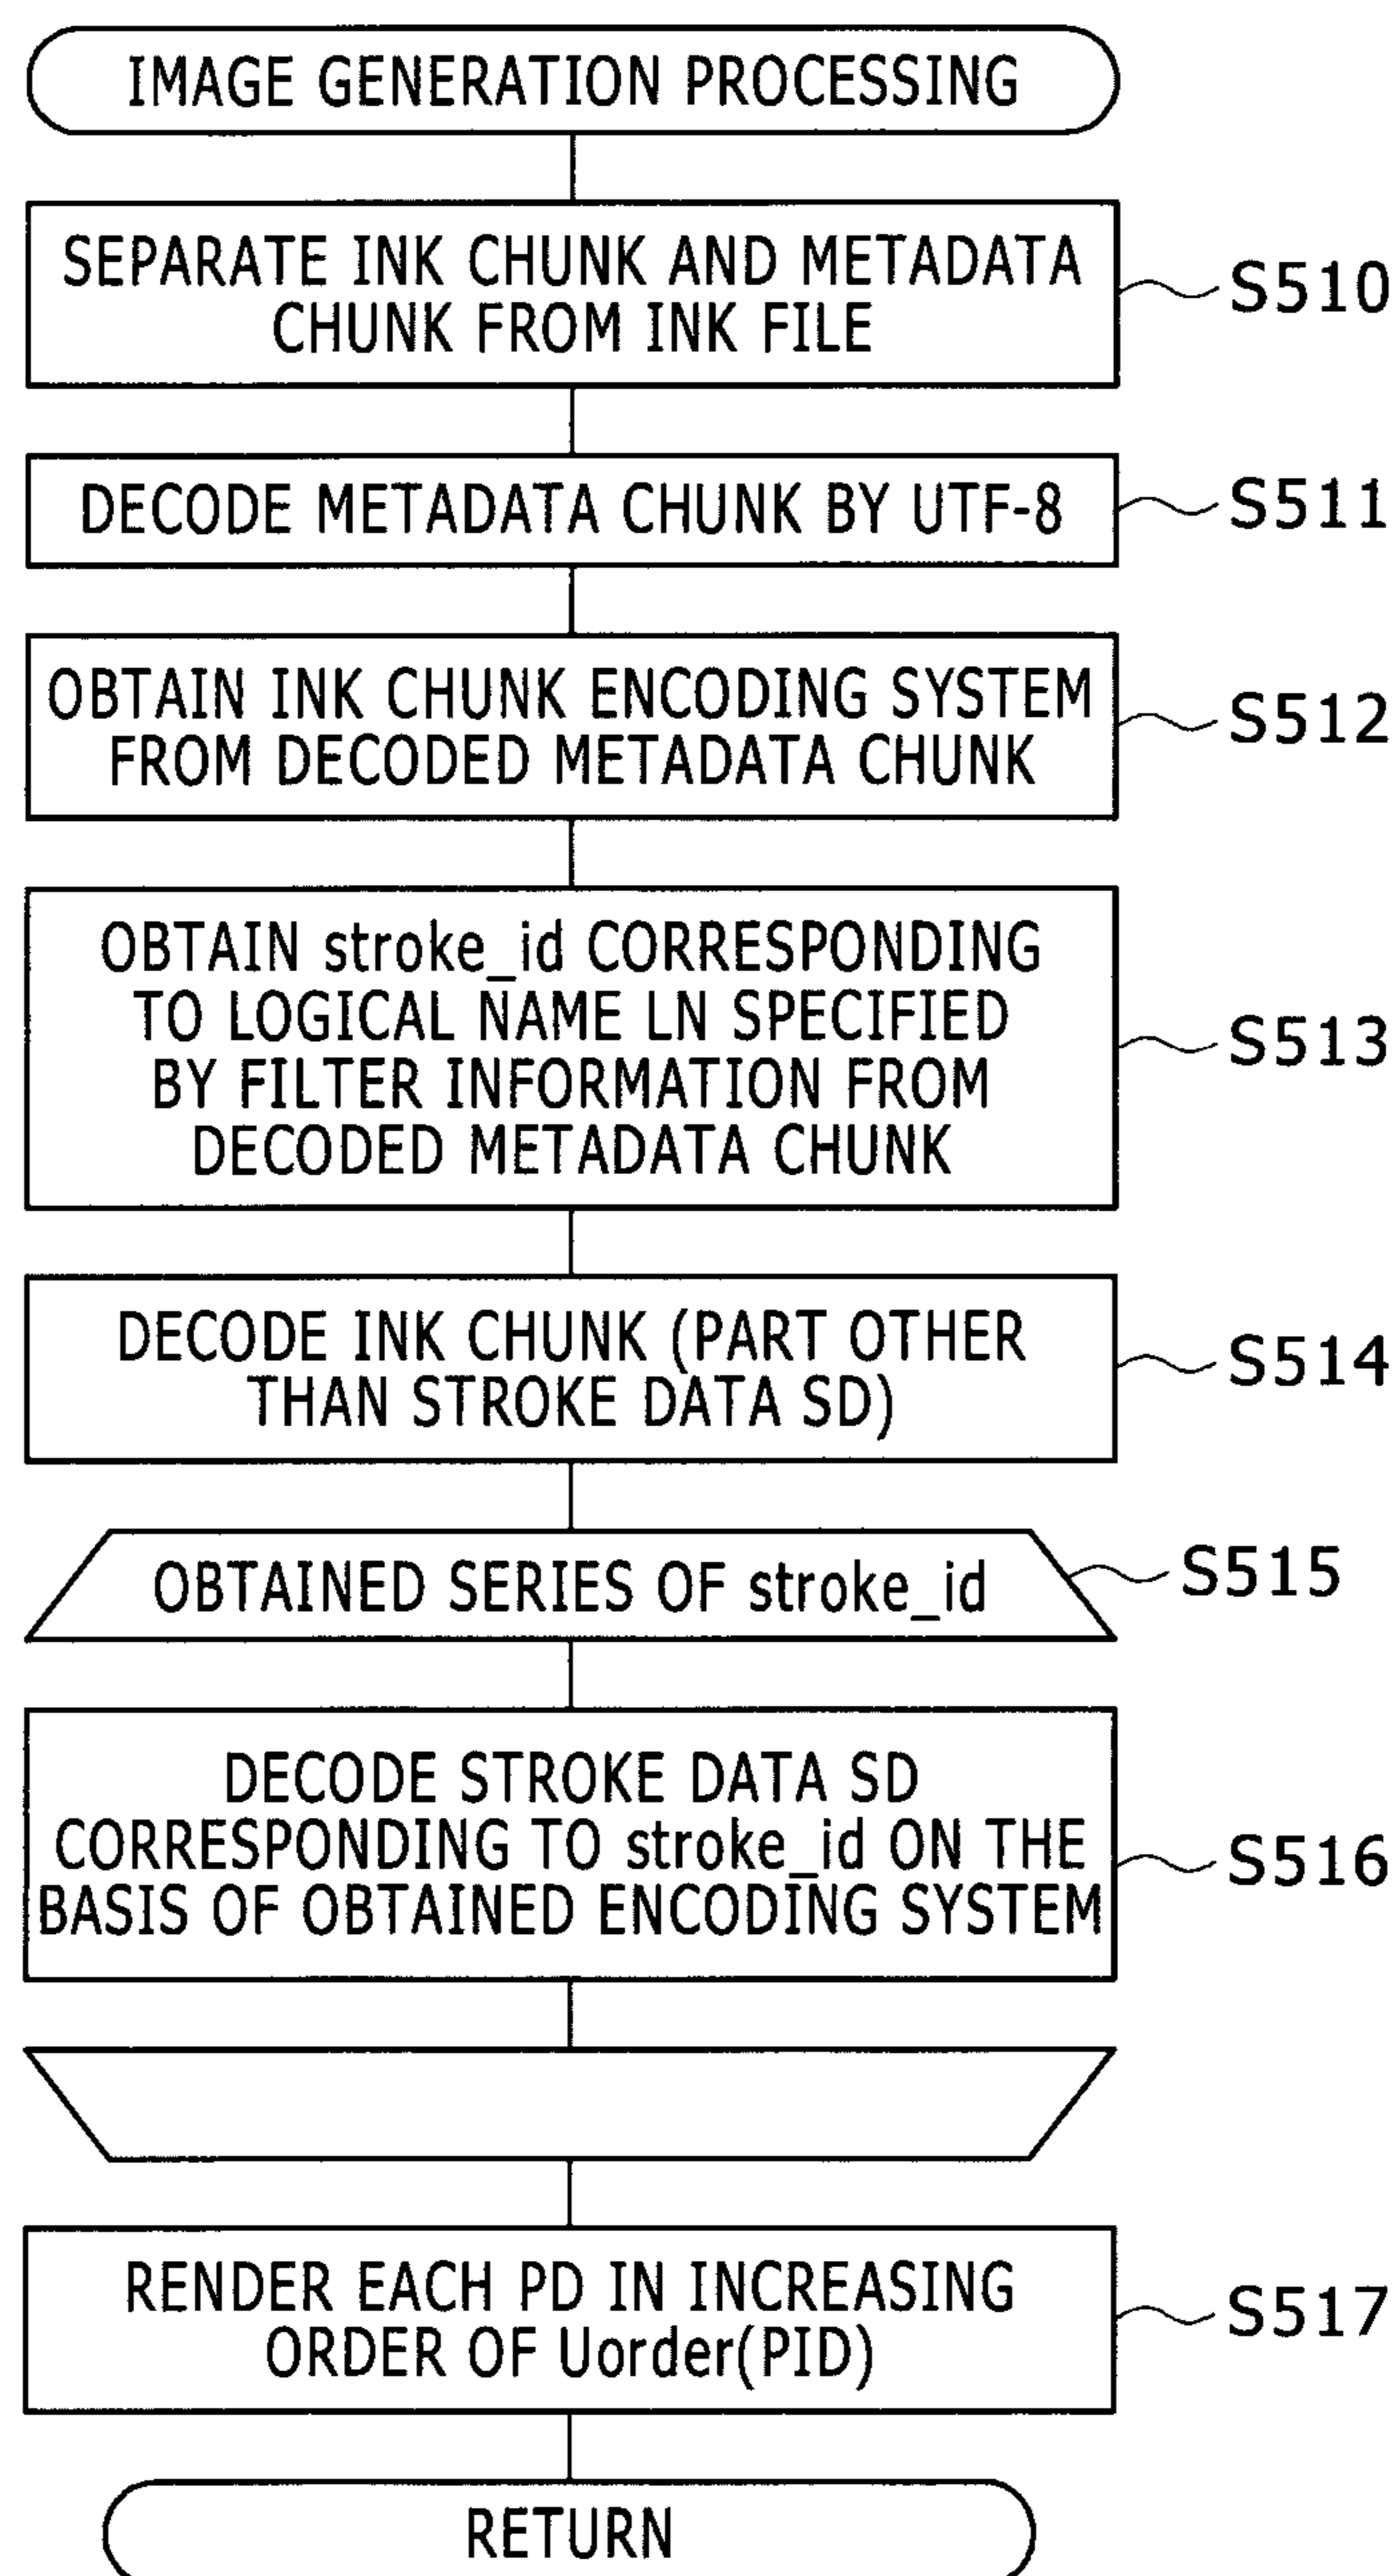 IMAGE GENERATION PROCESSING
SEPARATE INK CHUNK AND METADATA
CHUNK FROM INK FILE
S510
DECODE METADATA CHUNK BY UTF-8
S511
OBTAIN INK CHUNK ENCODING SYSTEM
FROM DECODED METADATA CHUNK
S512
OBTAIN stroke_id CORRESPONDING
TO LOGICAL NAME LN SPECIFIED
BY FILTER INFORMATION FROM
DECODED METADATA CHUNK
S513
DECODE INK CHUNK (PART OTHER
THAN STROKE DATA SD)
S514
OBTAINED SERIES OF stroke_id
S515
DECODE STROKE DATA SD
CORRESPONDING TO stroke_id ON THE
BASIS OF OBTAINED ENCODING SYSTEM
S516
RENDER EACH PD IN INCREASING
ORDER OF Uorder(PID)
S517
RETURN